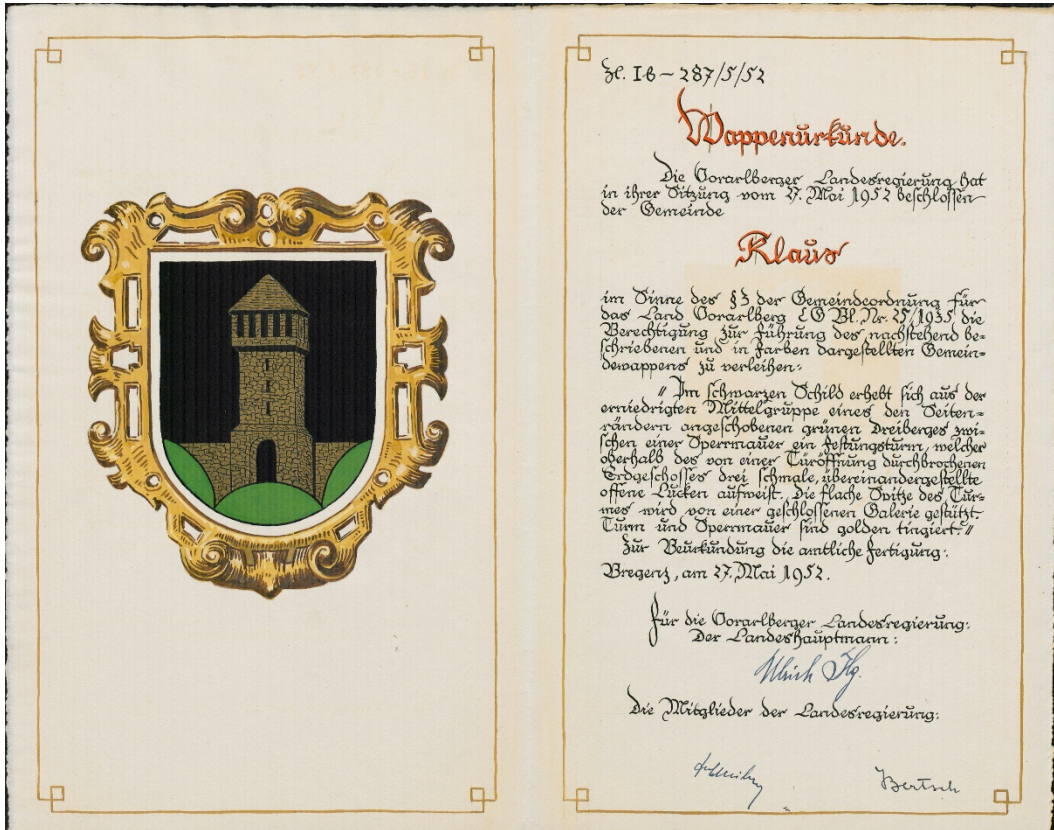 Zl. Ib – 287/5/52
Wappenurkunde.
Die Vorarlberger Landesregierung hat
in ihrer Sitzung vom 27. Mai 1952 beschlossen
der Gemeinde
Klaus
im Sinne des §3 der Gemeindeordnung für
das Land Vorarlberg LG Bl. Nr. 25/1935 die
Berechtigung zur Führung des nachstehend be-
schriebenen und in Farben dargestellten Gemein-
dewappens zu verleihen:
"Im schwarzen Schild erhebt sich aus der
erniedrigten Mittelgruppe eines den Seiten-
rändern angeschobenen grünen Dreiberges zwi-
schen einer Sperrmauer ein Festungsturm, welcher
oberhalb des von einer Türöffnung durchbrochenen
Erdgeschosses drei schmale, übereinandergestellte
offene Lücken aufweist. Die flache Spitze des Tur-
mes wird von einer geschlossenen Galerie gestützt.
Turm und Sperrmauer sind golden tingiert."
Zur Beurkundung die amtliche Fertigung:
Bregenz, am 27. Mai 1952.
Für die Vorarlberger Landesregierung:
Der Landeshauptmann:
Ulrich Ilg.
Die Mitglieder der Landesregierung:
Bertsch